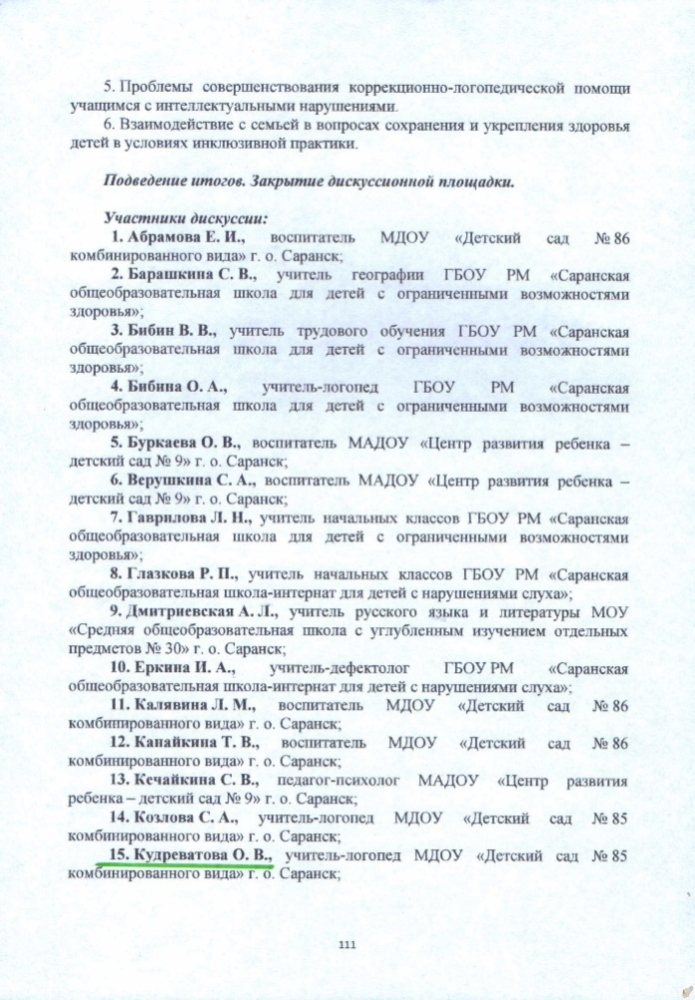 5. Проблемы совершенствования коррекционно-логопедической помощи
учащимся с интеллектуальными нарушениями.
6. Взаимодействие с семьей в вопросах сохранения и укрепления здоровья
детей в условиях инклюзивной практики.
Подведение итогов. Закрытие дискуссионной площадки.
Участники дискуссии:
1. Абрамова Е. И., воспитатель МДОУ «Детский сад № 86
комбинированного вида» г. о. Саранск;
2. Барашкина С. В., учитель географии ГБОУ РМ «Саранская
общеобразовательная школа для детей с ограниченными возможностями
здоровья»;
3. Бибин В. В., учитель трудового обучения ГБОУ РМ «Саранская
общеобразовательная школа для детей с ограниченными возможностями
здоровья»;
4. Бибина О. А., учитель-логопед ГБОУ РМ «Саранская
общеобразовательная школа для детей с ограниченными возможностями
здоровья»;
5. Буркаева О. В., воспитатель МАДОУ «Центр развития ребенка –
детский сад № 9» г. о. Саранск;
6. Верушкина С. А., воспитатель МАДОУ «Центр развития ребенка –
детский сад № 9» г. о. Саранск;
7. Гаврилова Л. Н., учитель начальных классов ГБОУ РМ «Саранская
общеобразовательная школа для детей с ограниченными возможностями
здоровья»;
8. Глазкова Р. П., учитель начальных классов ГБОУ РМ «Саранская
общеобразовательная школа-интернат для детей с нарушениями слуха»;
9. Дмитриевская А. Л., учитель русского языка и литературы МОУ
«Средняя общеобразовательная школа с углубленным изучением отдельных
предметов № 30» г. о. Саранск;
10. Еркина И. А., учитель-дефектолог ГБОУ РМ «Саранская
общеобразовательная школа-интернат для детей с нарушениями слуха»;
11. Калявина Л. М., воспитатель МДОУ «Детский сад № 86
комбинированного вида» г. о. Саранск;
12. Канайкина Т. В., воспитатель МДОУ «Детский сад № 86
комбинированного вида» г. о. Саранск;
13. Кечайкина С. В., педагог-психолог МАДОУ «Центр развития
ребенка – детский сад № 9» г. о. Саранск;
14. Козлова С. А., учитель-логопед МДОУ «Детский сад № 85
комбинированного вида» г. о. Саранск;
15. Кудреватова О. В., учитель-логопед МДОУ «Детский сад № 85
комбинированного вида» г. о. Саранск;
111